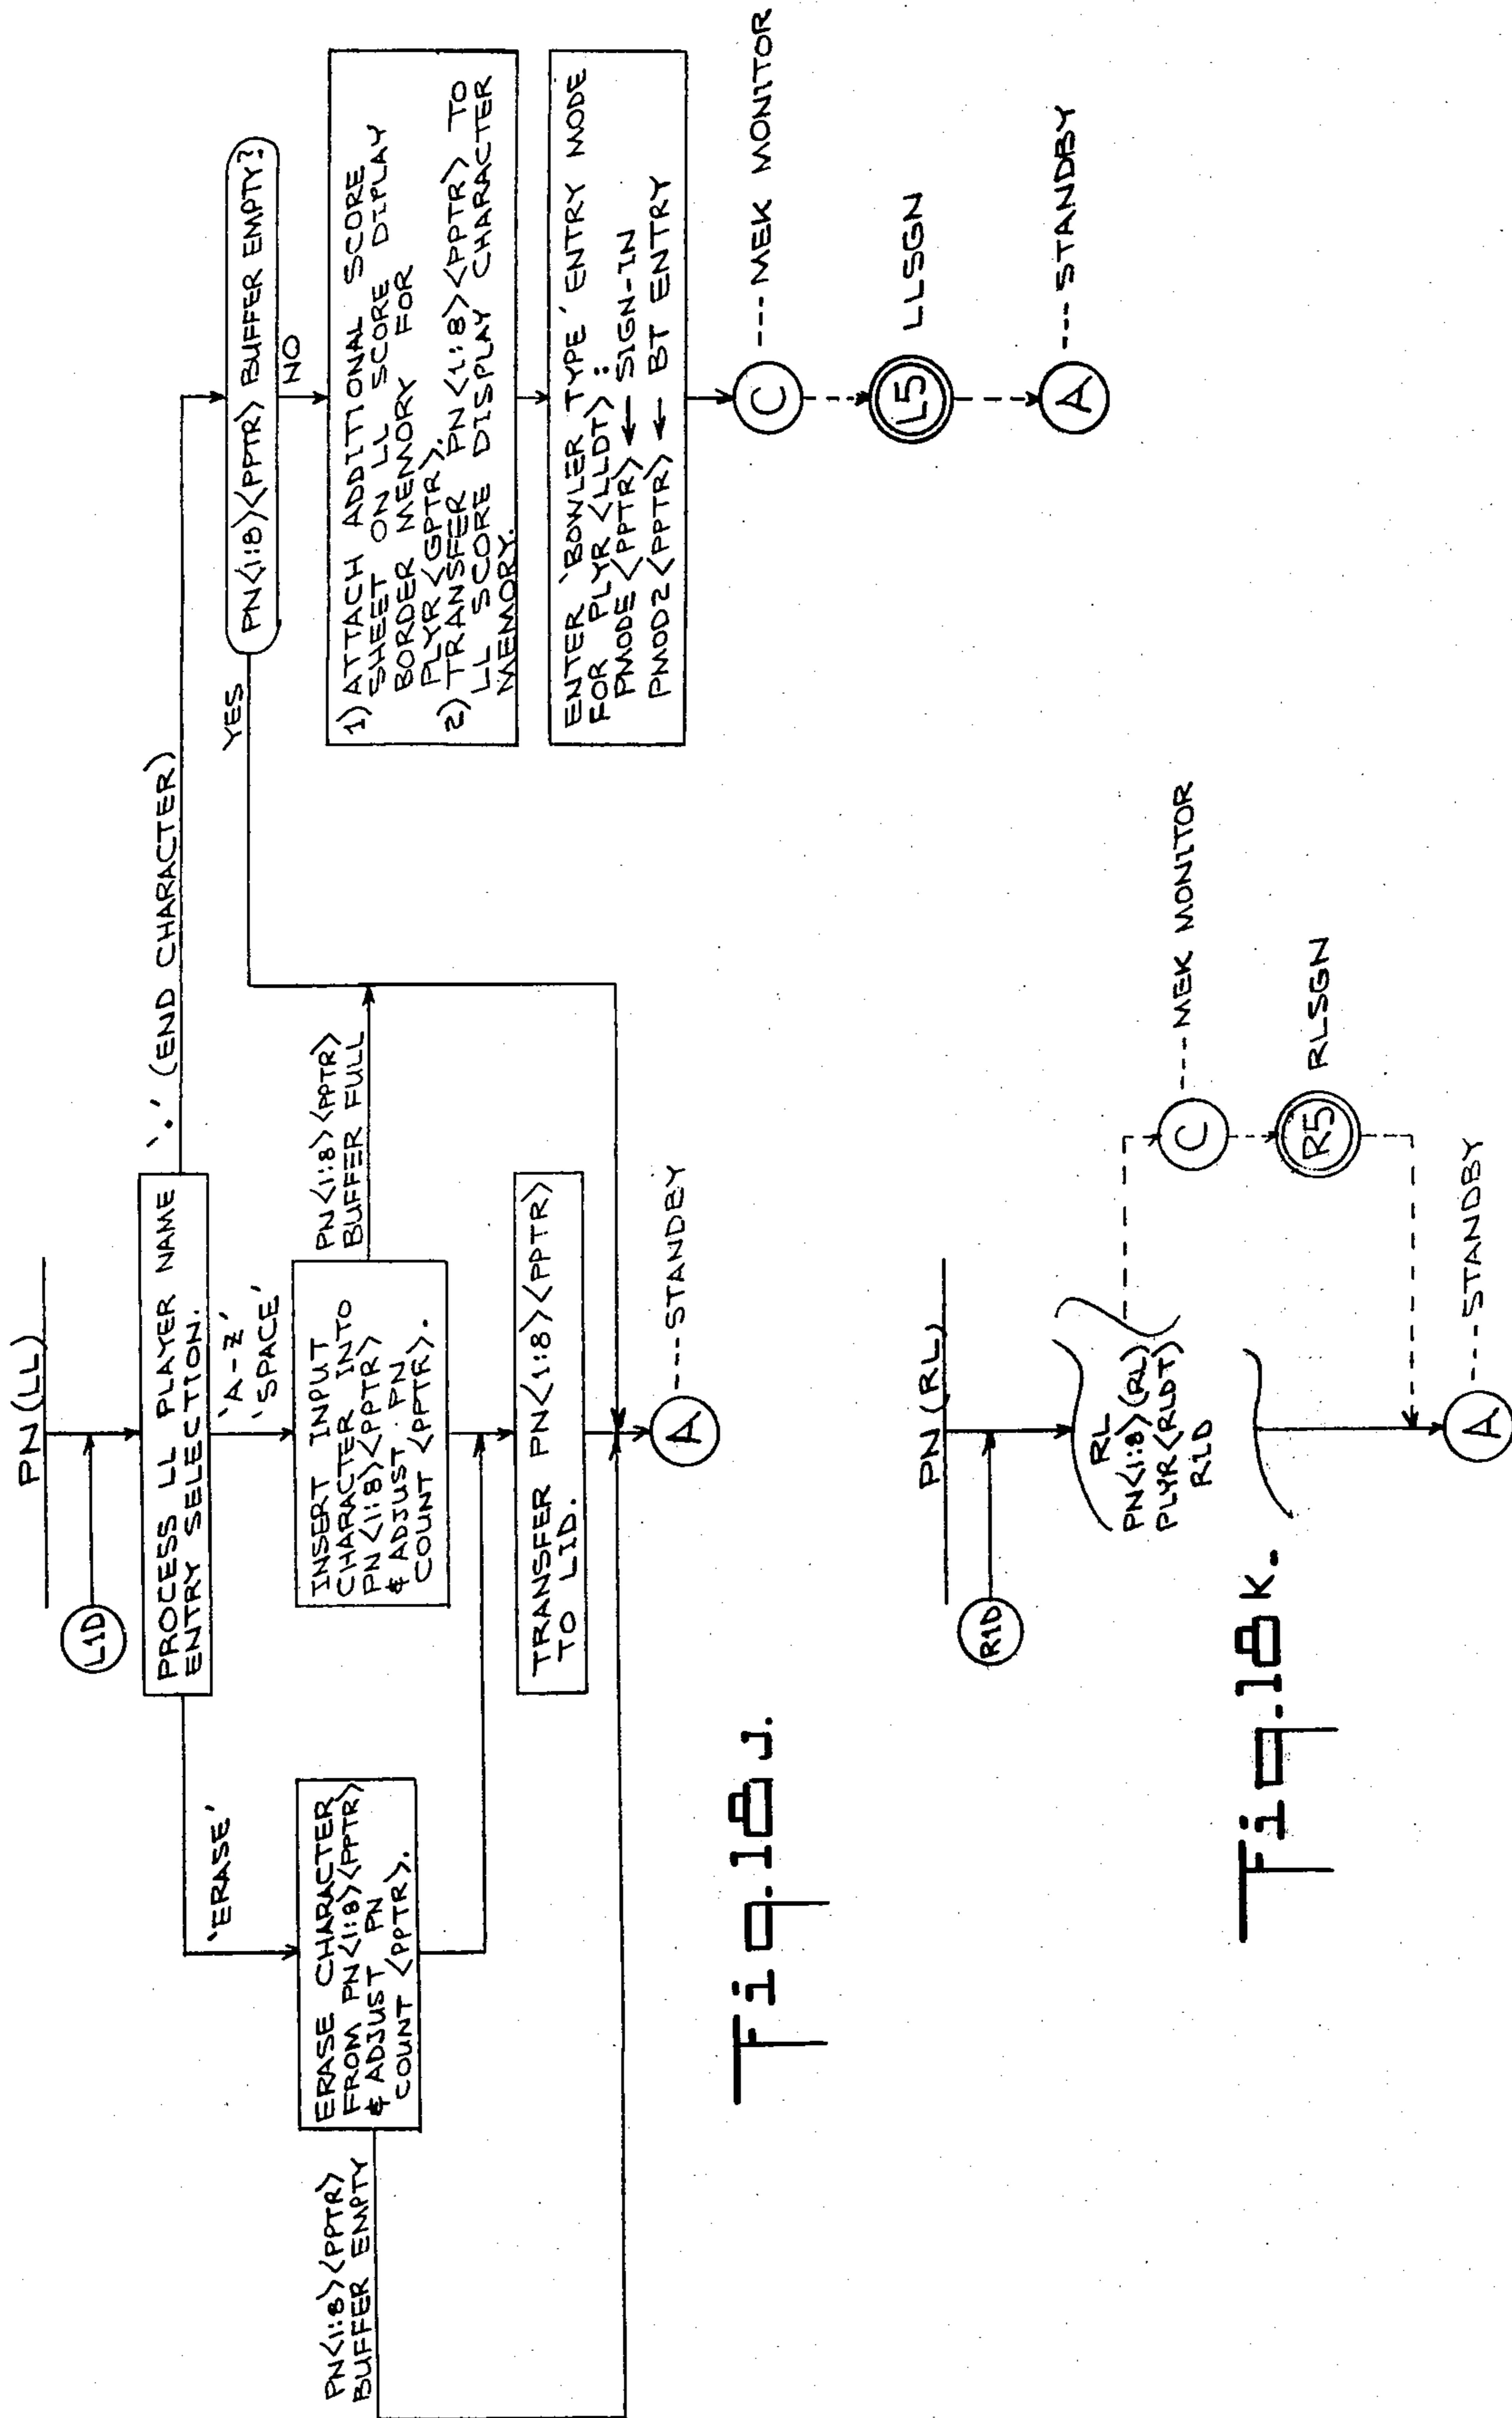 PN(LL)
L1D
PROCESS LL PLAYER NAME
ENTRY SELECTION.
'ERASE'
'A-Z'
'SPACE'
'.' (END CHARACTER)
ERASE CHARACTER
FROM PN<1:8><PPTR>
& ADJUST PN
COUNT <PPTR>.
PN<1:8><PPTR>
BUFFER EMPTY
INSERT INPUT
CHARACTER INTO
PN<1:8><PPTR>
& ADJUST PN
COUNT <PPTR>.
PN<1:8><PPTR>
BUFFER FULL
TRANSFER PN<1:8><PPTR>
TO LID.
A ---STANDBY
PN<1:8><PPTR> BUFFER EMPTY?
YES
NO
1) ATTACH ADDITIONAL SCORE
SHEET ON LL SCORE DISPLAY
BORDER MEMORY FOR
PLYR<GPTR>.
2) TRANSFER PN<1:8><PPTR> TO
LL SCORE DISPLAY CHARACTER
MEMORY.
ENTER 'BOWLER TYPE' ENTRY MODE
FOR PLYR<LLDT>:
PMODE<PPTR> ← SIGN-IN
PMOD2<PPTR> ← BT ENTRY
C ---MEK MONITOR
L5 LLSGN
A ---STANDBY
Fig.18J.
PN(RL)
R1D
RL
PN<1:8>(RL)
PLYR<RLDT>
R1D
C ---MEK MONITOR
R5 RLSGN
A ---STANDBY
Fig.18K.